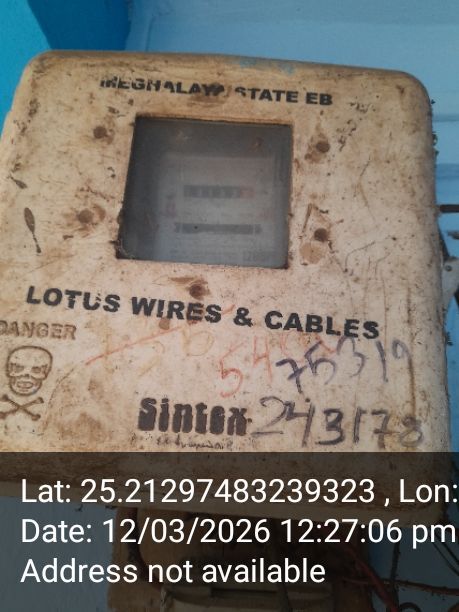 MEGHALAYA STATE EB
LOTUS WIRES & CABLES
DANGER
75319
Sintex
243178
Lat: 25.21297483239323 , Lon:
Date: 12/03/2026 12:27:06 pm
Address not available